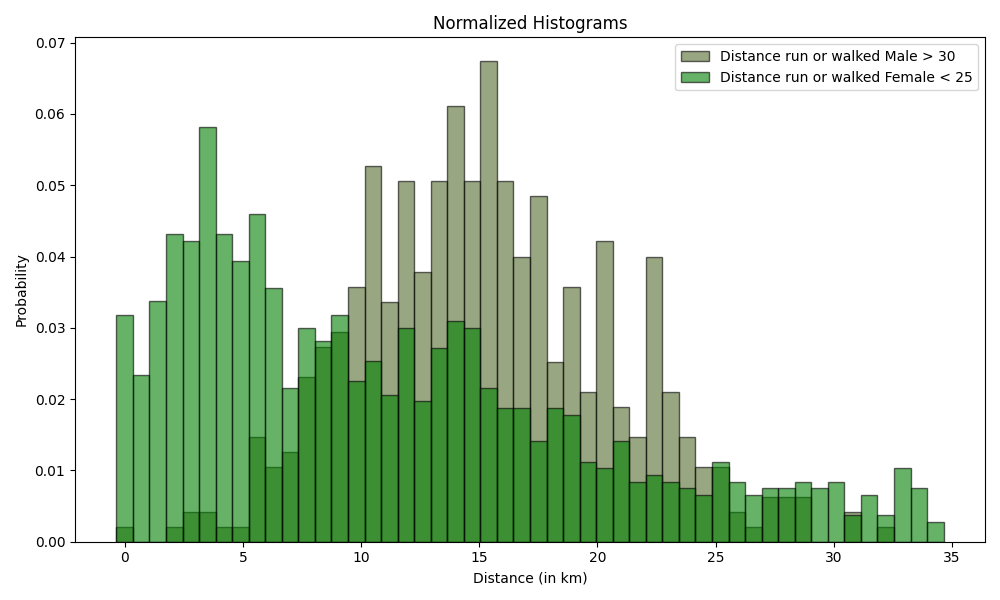 Normalized Histograms
Distance run or walked Male > 30
Distance run or walked Female < 25
Probability
0.07
0.06
0.05
0.04
0.03
0.02
0.01
0.00
0 5 10 15 20 25 30 35
Distance (in km)